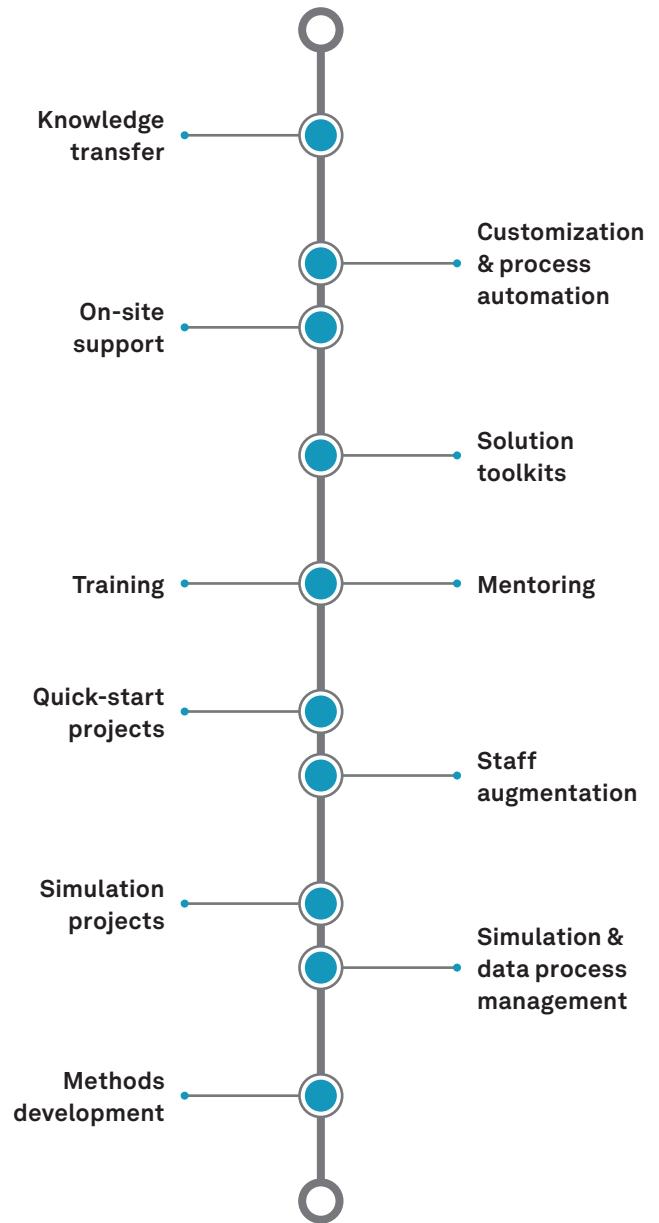 Knowledge
transfer
Customization
& process
automation
On-site
support
Solution
toolkits
Training
Mentoring
Quick-start
projects
Staff
augmentation
Simulation
projects
Simulation &
data process
management
Methods
development